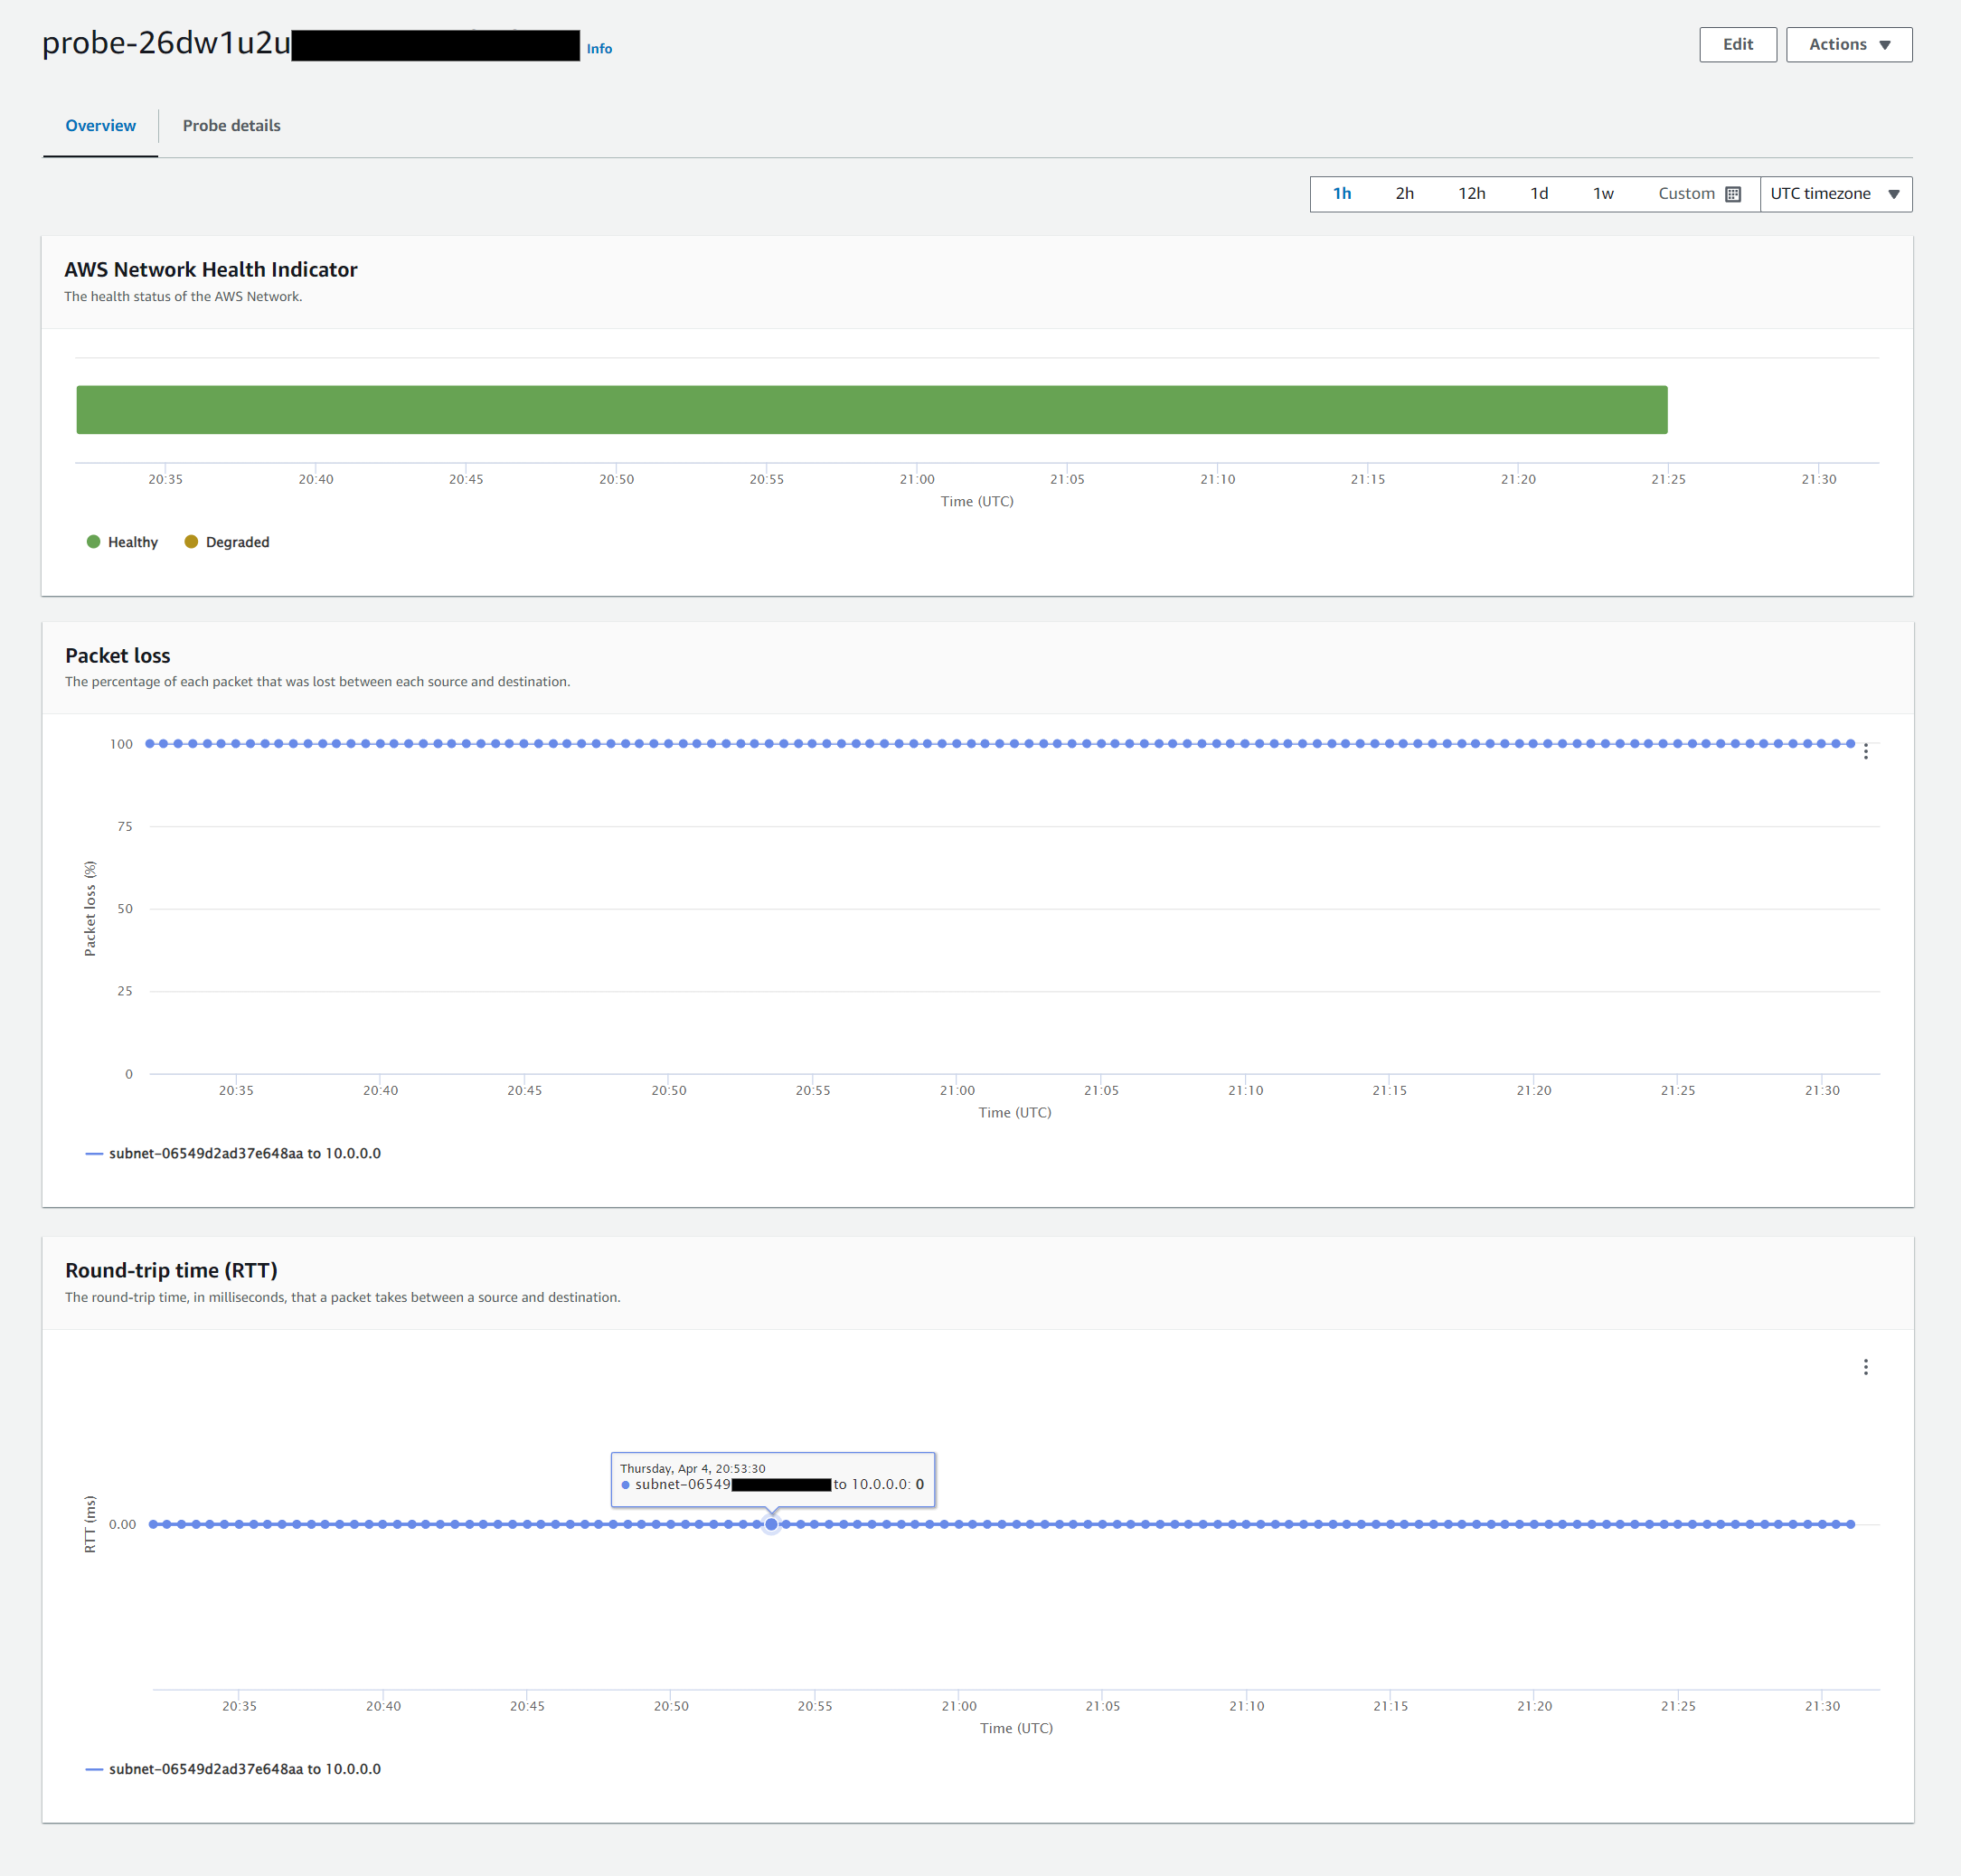 probe-26dw1u2u Info
Edit
Actions
Overview
Probe details
1h 2h 12h 1d 1w Custom UTC timezone
AWS Network Health Indicator
The health status of the AWS Network.
20:35 20:40 20:45 20:50 20:55 21:00 21:05 21:10 21:15 21:20 21:25 21:30
Time (UTC)
Healthy Degraded
Packet loss
The percentage of each packet that was lost between each source and destination.
100
75
50
25
0
Packet loss (%)
20:35 20:40 20:45 20:50 20:55 21:00 21:05 21:10 21:15 21:20 21:25 21:30
Time (UTC)
subnet-06549d2ad37e648aa to 10.0.0.0
Round-trip time (RTT)
The round-trip time, in milliseconds, that a packet takes between a source and destination.
Thursday, Apr 4, 20:53:30
subnet-06549 to 10.0.0.0: 0
0.00
RTT (ms)
20:35 20:40 20:45 20:50 20:55 21:00 21:05 21:10 21:15 21:20 21:25 21:30
Time (UTC)
subnet-06549d2ad37e648aa to 10.0.0.0